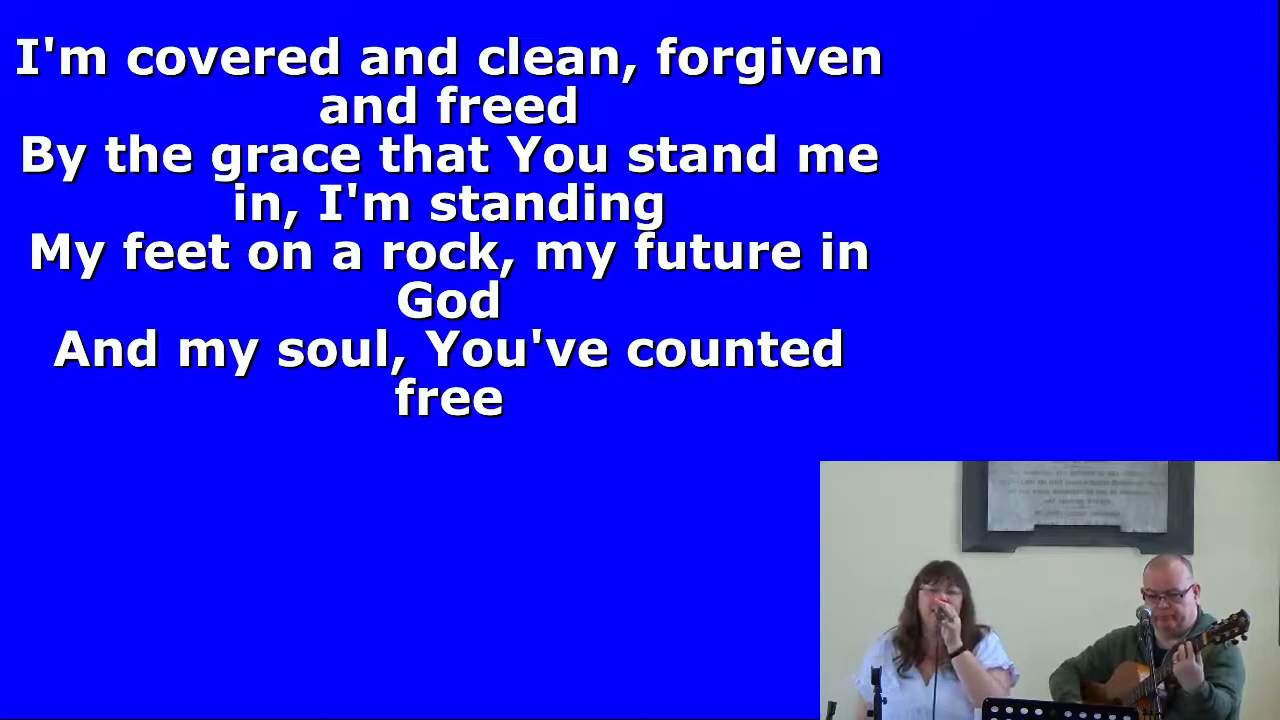 I'm covered and clean, forgiven
and freed
By the grace that You stand me
in, I'm standing
My feet on a rock, my future in
God
And my soul, You've counted
free